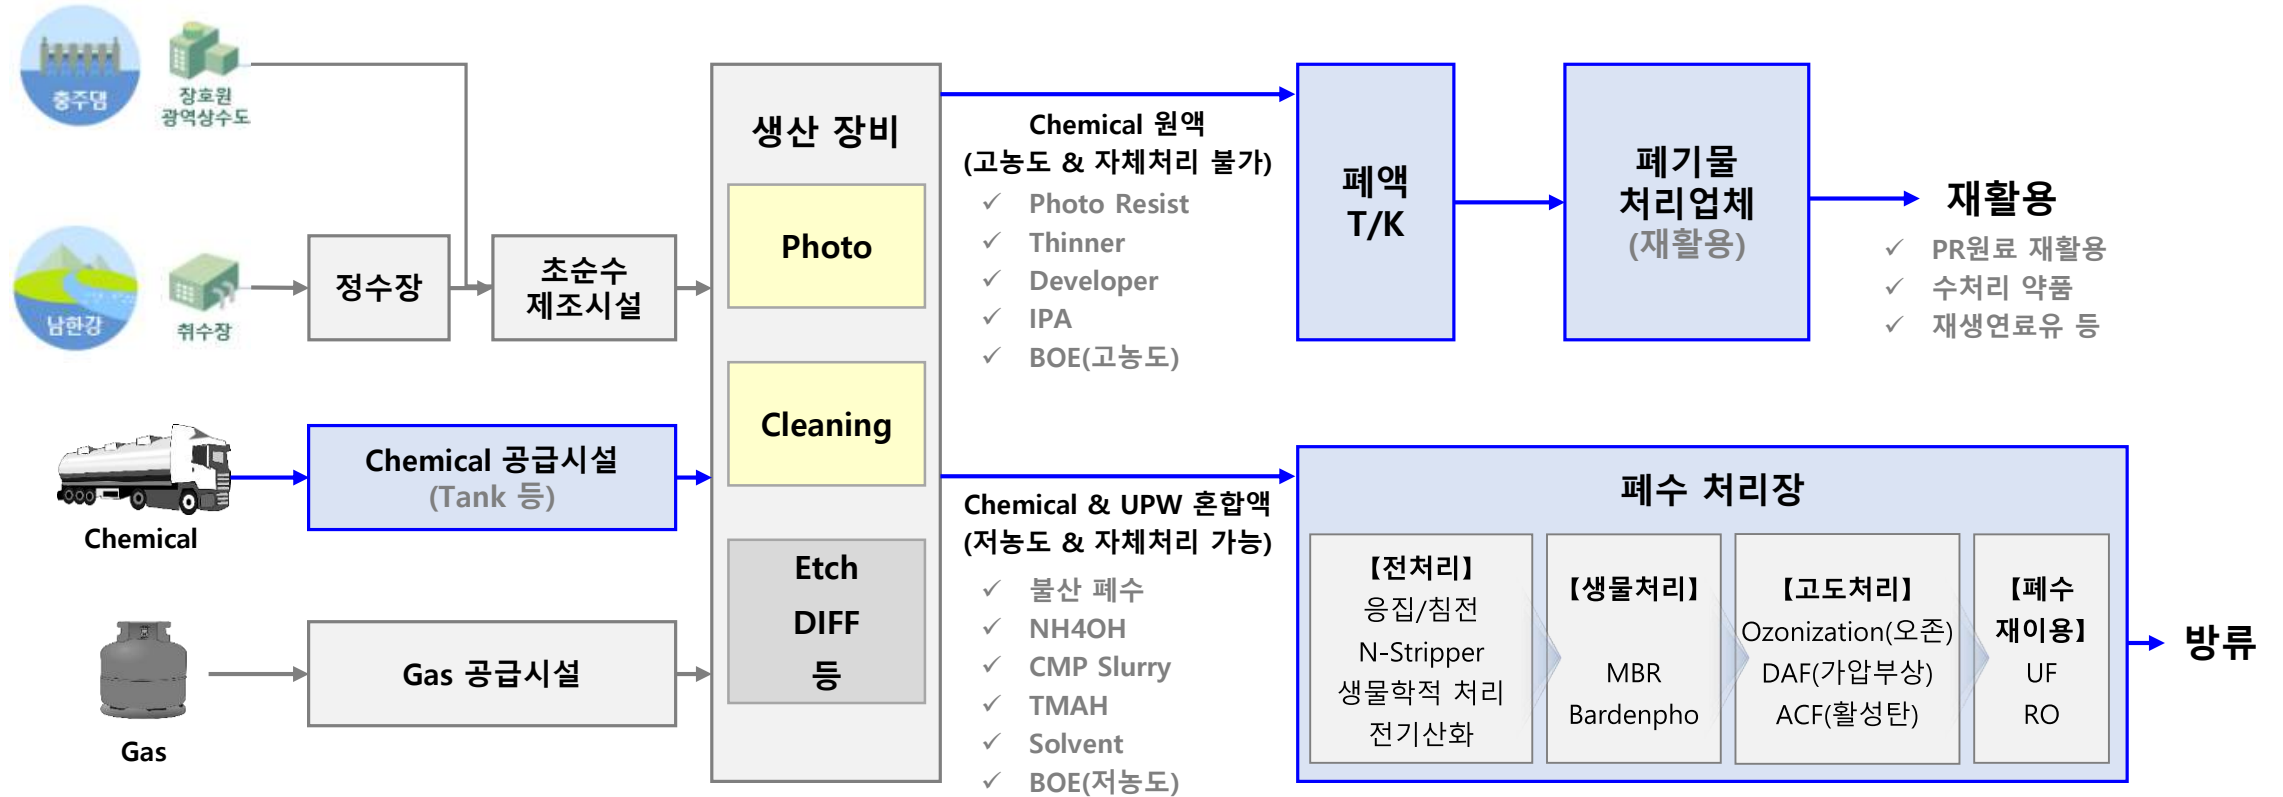 충주댐
장호원
광역상수도
남한강
취수장
정수장
초순수
제조시설
Chemical
Chemical 공급시설
(Tank 등)
Gas
Gas 공급시설
생산 장비
Photo
Cleaning
Etch
DIFF
등
Chemical 원액
(고농도 & 자체처리 불가)
✓ Photo Resist
✓ Thinner
✓ Developer
✓ IPA
✓ BOE(고농도)
폐액
T/K
폐기물
처리업체
(재활용)
재활용
✓ PR원료 재활용
✓ 수처리 약품
✓ 재생연료유 등
Chemical & UPW 혼합액
(저농도 & 자체처리 가능)
✓ 불산 폐수
✓ NH4OH
✓ CMP Slurry
✓ TMAH
✓ Solvent
✓ BOE(저농도)
폐수 처리장
【전처리】
응집/침전
N-Stripper
생물학적 처리
전기산화
【생물처리】
MBR
Bardenpho
【고도처리】
Ozonization(오존)
DAF(가압부상)
ACF(활성탄)
【폐수
재이용】
UF
RO
방류